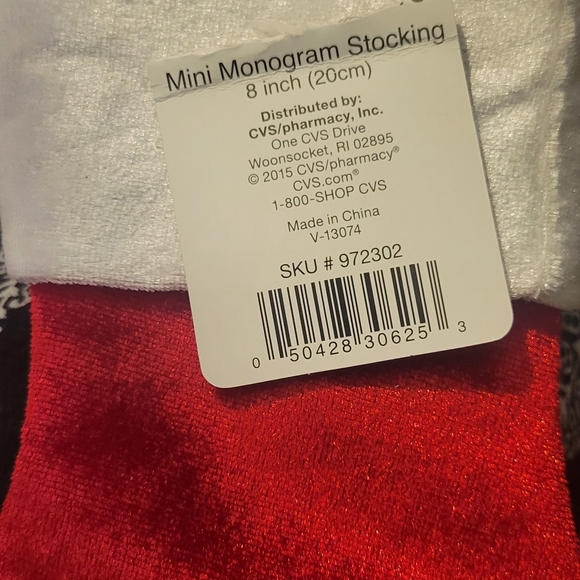 Mini Monogram Stocking
8 inch (20cm)
Distributed by:
CVS/pharmacy, Inc.
One CVS Drive
Woonsocket, RI 02895
© 2015 CVS/pharmacy®
CVS.com®
1-800-SHOP CVS
Made in China
V-13074
SKU # 972302
0 50428 30625 3